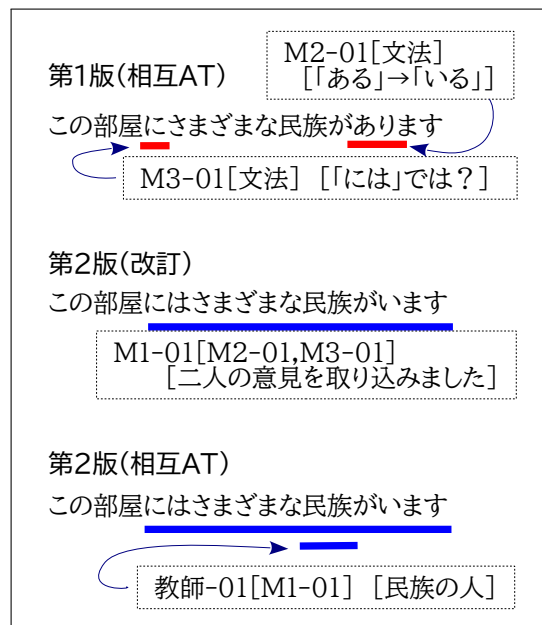 M2-01[文法]
[「ある」→「いる」]
第1版(相互AT)
この部屋にさまざまな民族があります
M3-01[文法] [「には」では?]
第2版(改訂)
この部屋にはさまざまな民族がいます
M1-01[M2-01,M3-01]
[二人の意見を取り込みました]
第2版(相互AT)
この部屋にはさまざまな民族がいます
教師-01[M1-01] [民族の人]